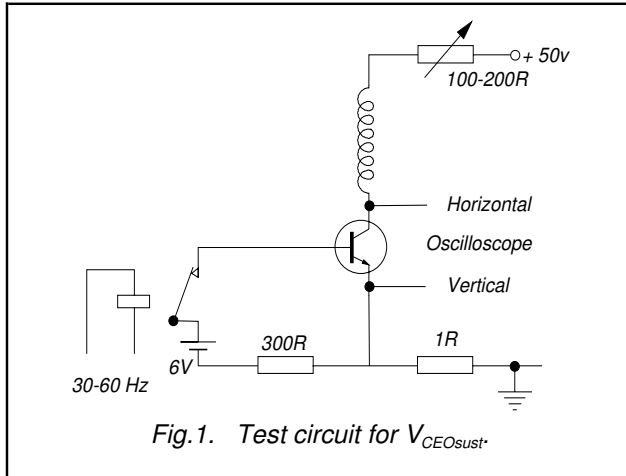 + 50v
100-200R
Horizontal
Oscilloscope
Vertical
300R
1R
6V
30-60 Hz
Fig.1. Test circuit for VCEOsust.